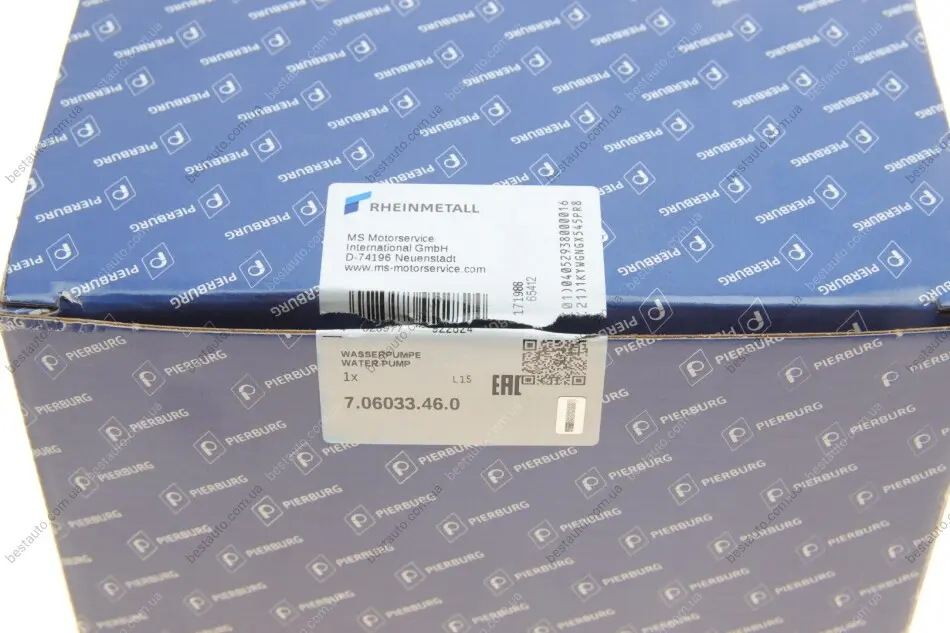 RHEINMETALL
MS Motorservice
International GmbH
D-74196 Neuenstadt
www.ms-motorservice.com
171986
65412
WASSERPUMPE
WATER PUMP
1x
L15
EAC
7.06033.46.0
PIERBURG
bestauto.com.ua